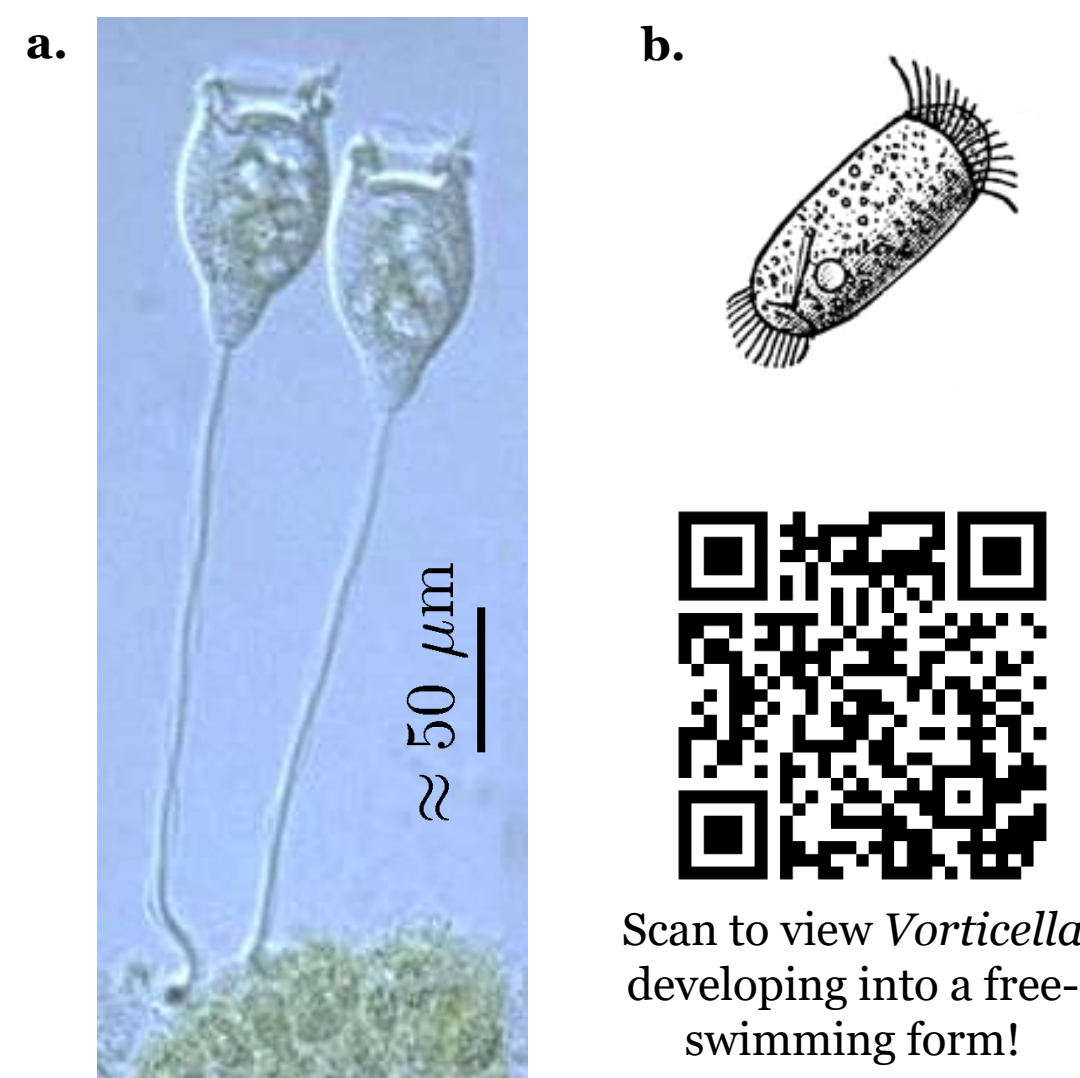 a.
b.
≈ 50 μm
Scan to view Vorticella
developing into a free-
swimming form!